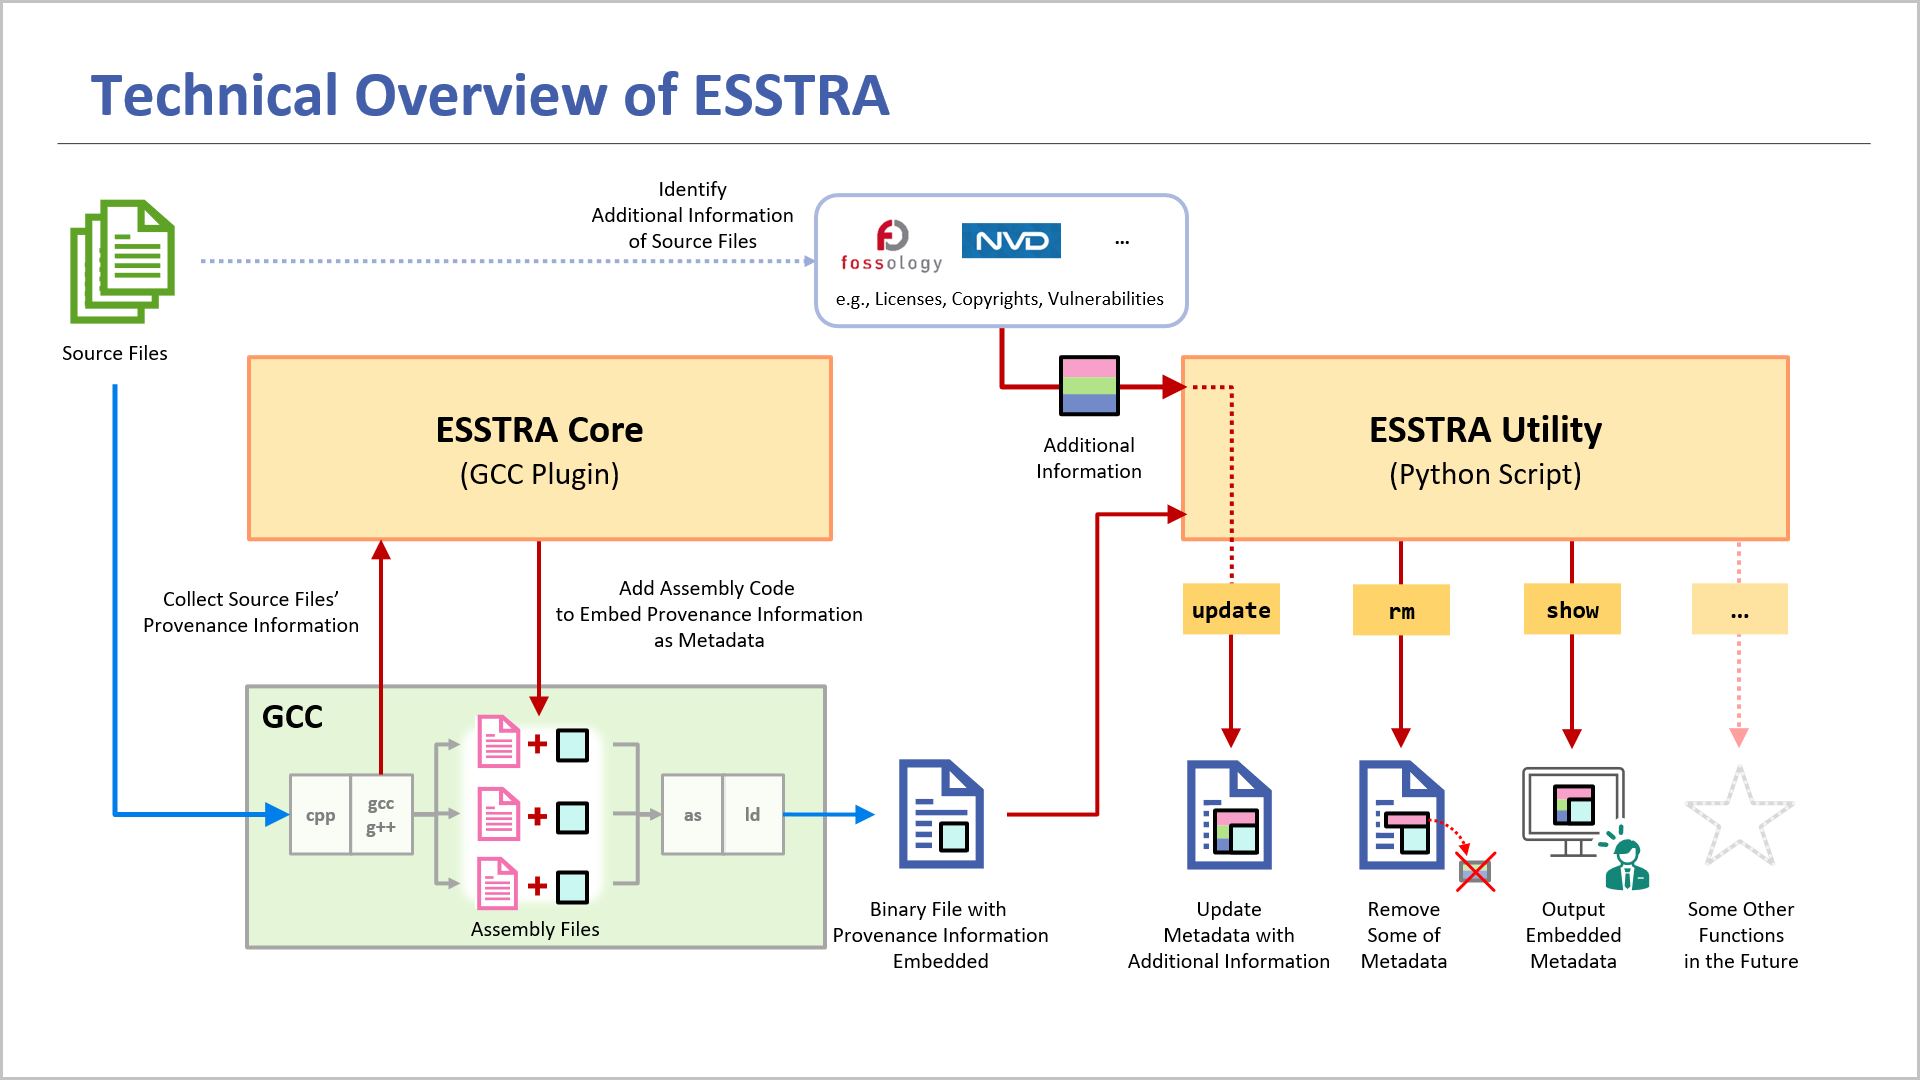 Technical Overview of ESSTRA
Identify
Additional Information
of Source Files
fossology
NVD
...
e.g., Licenses, Copyrights, Vulnerabilities
Source Files
ESSTRA Core
(GCC Plugin)
Additional
Information
ESSTRA Utility
(Python Script)
Collect Source Files’
Provenance Information
Add Assembly Code
to Embed Provenance Information
as Metadata
update
rm
show
...
GCC
cpp
gcc
g++
as
ld
Assembly Files
Binary File with
Provenance Information
Embedded
Update
Metadata with
Additional Information
Remove
Some of
Metadata
Output
Embedded
Metadata
Some Other
Functions
in the Future